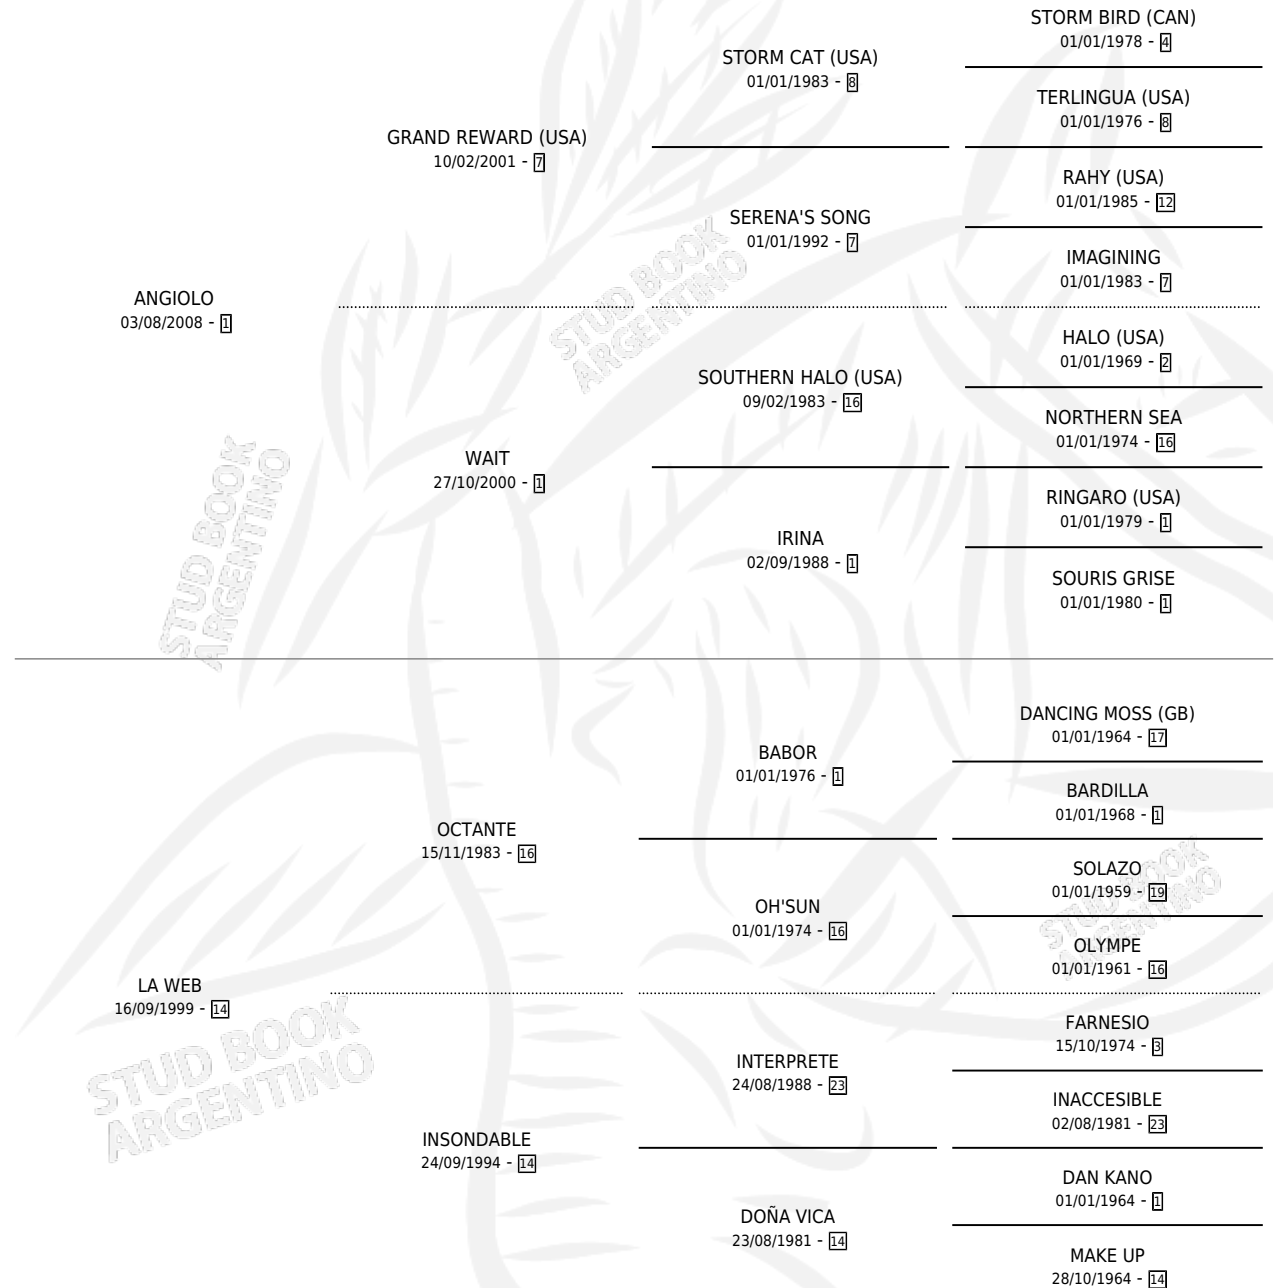 STORM BIRD (CAN)
01/01/1978 - 4
STORM CAT (USA)
01/01/1983 - 8
TERLINGUA (USA)
01/01/1976 - 8
GRAND REWARD (USA)
10/02/2001 - 7
RAHY (USA)
01/01/1985 - 12
SERENA'S SONG
01/01/1992 - 7
IMAGINING
01/01/1983 - 7
ANGIOLO
03/08/2008 - 1
HALO (USA)
01/01/1969 - 2
SOUTHERN HALO (USA)
09/02/1983 - 16
NORTHERN SEA
01/01/1974 - 16
WAIT
27/10/2000 - 1
RINGARO (USA)
01/01/1979 - 1
IRINA
02/09/1988 - 1
SOURIS GRISE
01/01/1980 - 1
DANCING MOSS (GB)
01/01/1964 - 17
BABOR
01/01/1976 - 1
BARDILLA
01/01/1968 - 1
OCTANTE
15/11/1983 - 16
SOLAZO
01/01/1959 - 19
OH'SUN
01/01/1974 - 16
OLYMPE
01/01/1961 - 16
LA WEB
16/09/1999 - 14
FARNESIO
15/10/1974 - 3
INTERPRETE
24/08/1988 - 23
INACCESIBLE
02/08/1981 - 23
INSONDABLE
24/09/1994 - 14
DAN KANO
01/01/1964 - 1
DOÑA VICA
23/08/1981 - 14
MAKE UP
28/10/1964 - 14
STUD BOOK
ARGENTINO
STUD BOOK
ARGENTINO
STUD BOOK
ARGENTINO
STUD BOOK
ARGENTINO